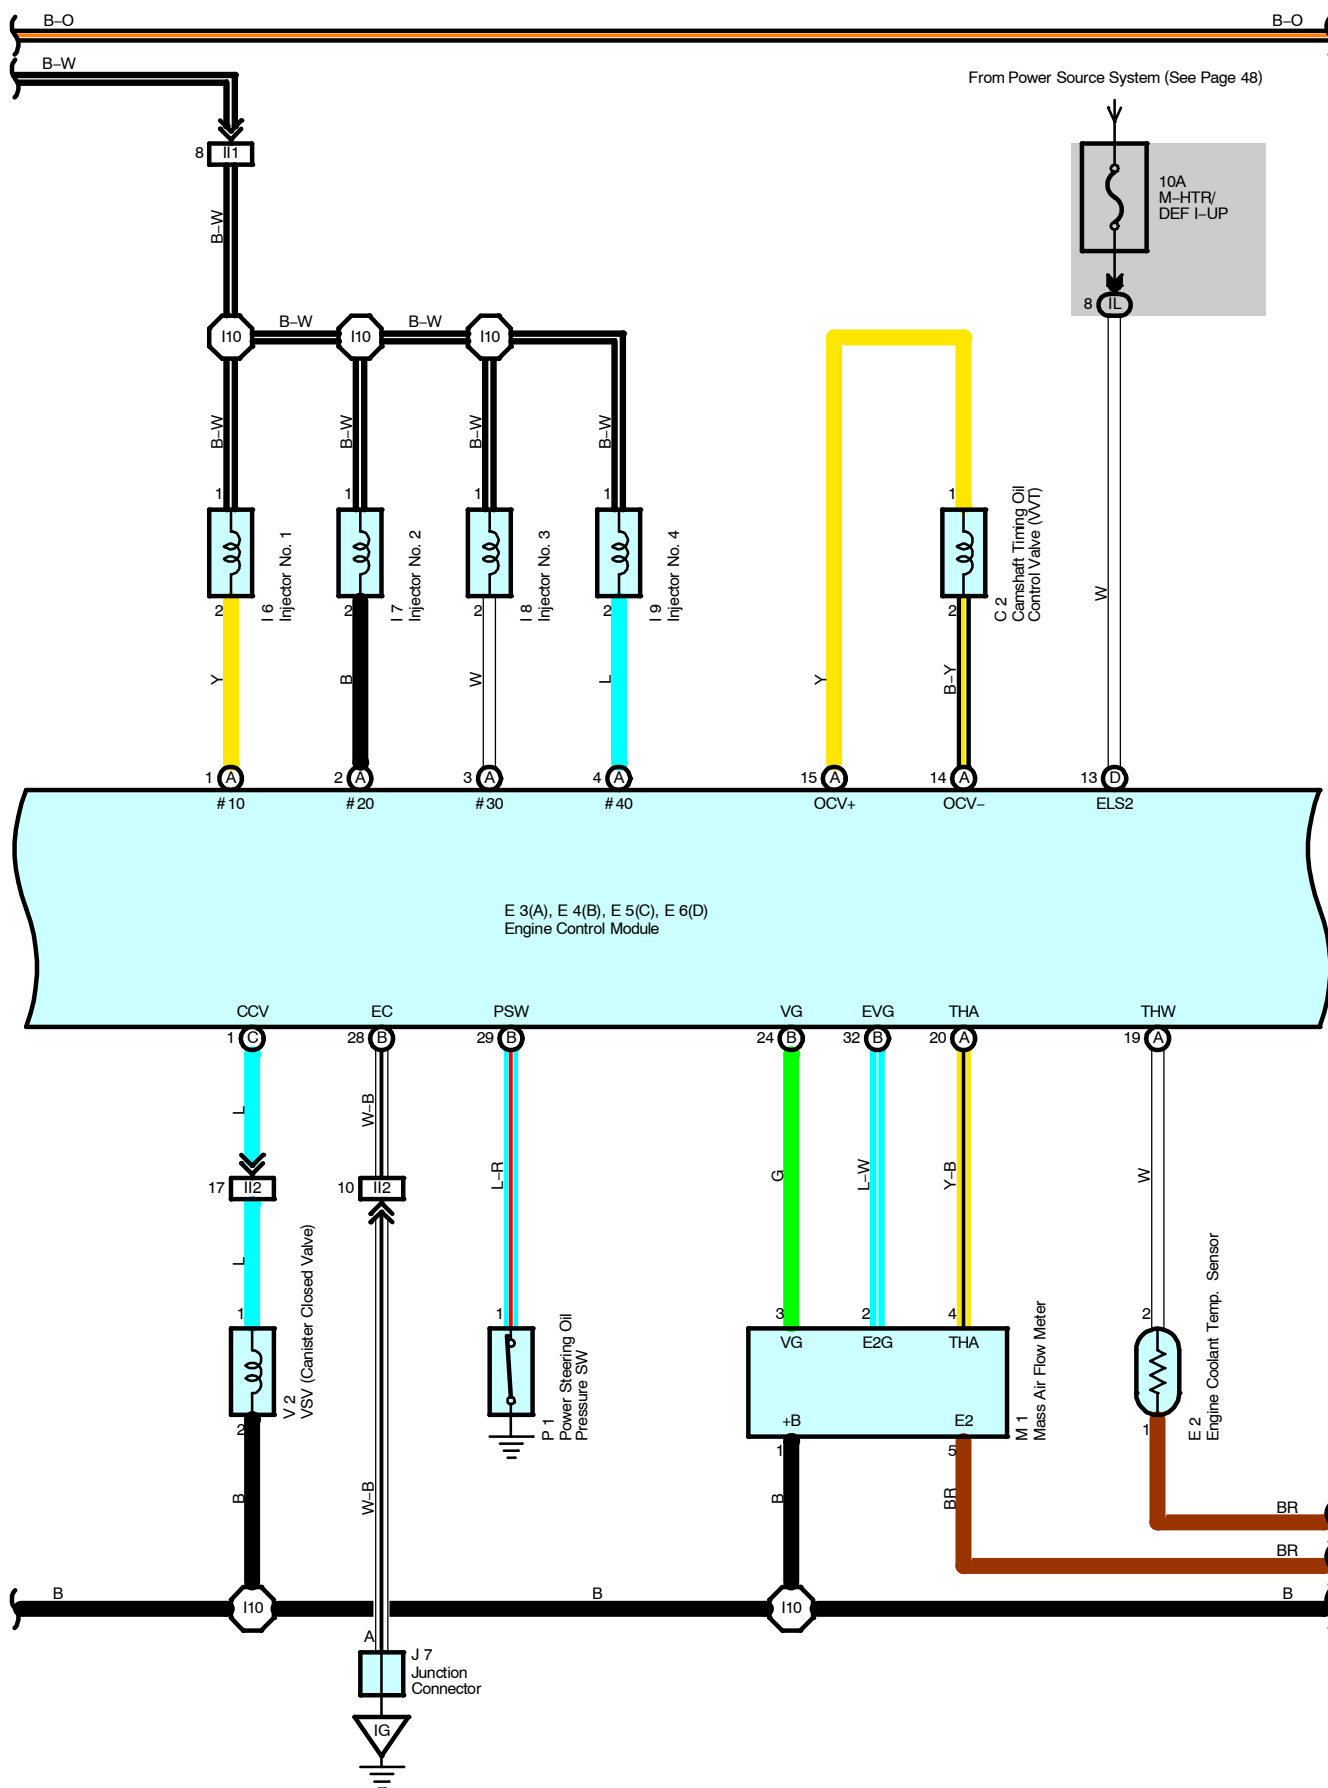 B–O B–O
B–W
From Power Source System (See Page 48)
8 II1
10A
M–HTR/
DEF I–UP
B–W
8 IL
I10 B–W I10 B–W I10
B–W B–W B–W B–W
1 1 1 1 1
I 6
Injector No. 1
I 7
Injector No. 2
I 8
Injector No. 3
I 9
Injector No. 4
C 2
Camshaft Timing Oil
Control Valve (VVT)
W
2 2 2 2 2
Y B W L Y B–Y
1 A 2 A 3 A 4 A 15 A 14 A 13 D
#10 #20 #30 #40 OCV+ OCV– ELS2
E 3(A), E 4(B), E 5(C), E 6(D)
Engine Control Module
CCV EC PSW VG EVG THA THW
1 C 28 B 29 B 24 B 32 B 20 A 19 A
L W–B L–R G L–W Y–B W
17 II2 10 II2
L
1 1 3 2 4 2
VG E2G THA
V 2
VSV (Canister Closed Valve)
P 1
Power Steering Oil
Pressure SW
M 1
Mass Air Flow Meter
E 2
Engine Coolant Temp. Sensor
+B E2
2 1 5 1
B W–B B BR BR
BR
B I10 B I10 B
A J 7
Junction
Connector
IG